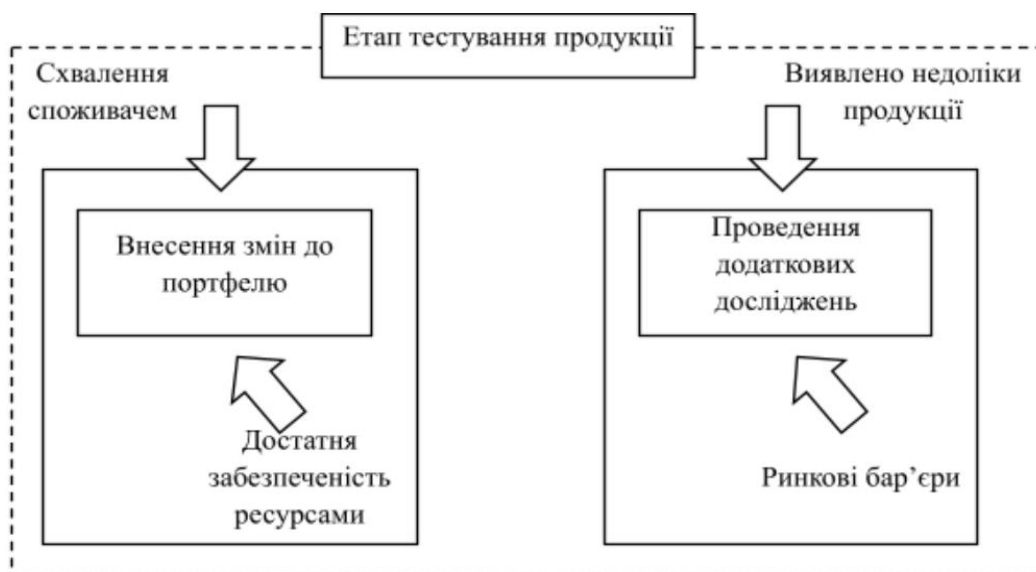 Етап тестування продукції
Схвалення
споживачем
Виявлено недоліки
продукції
Внесення змін до
портфелю
Проведення
додаткових
досліджень
Достатня
забезпеченість
ресурсами
Ринкові бар’єри